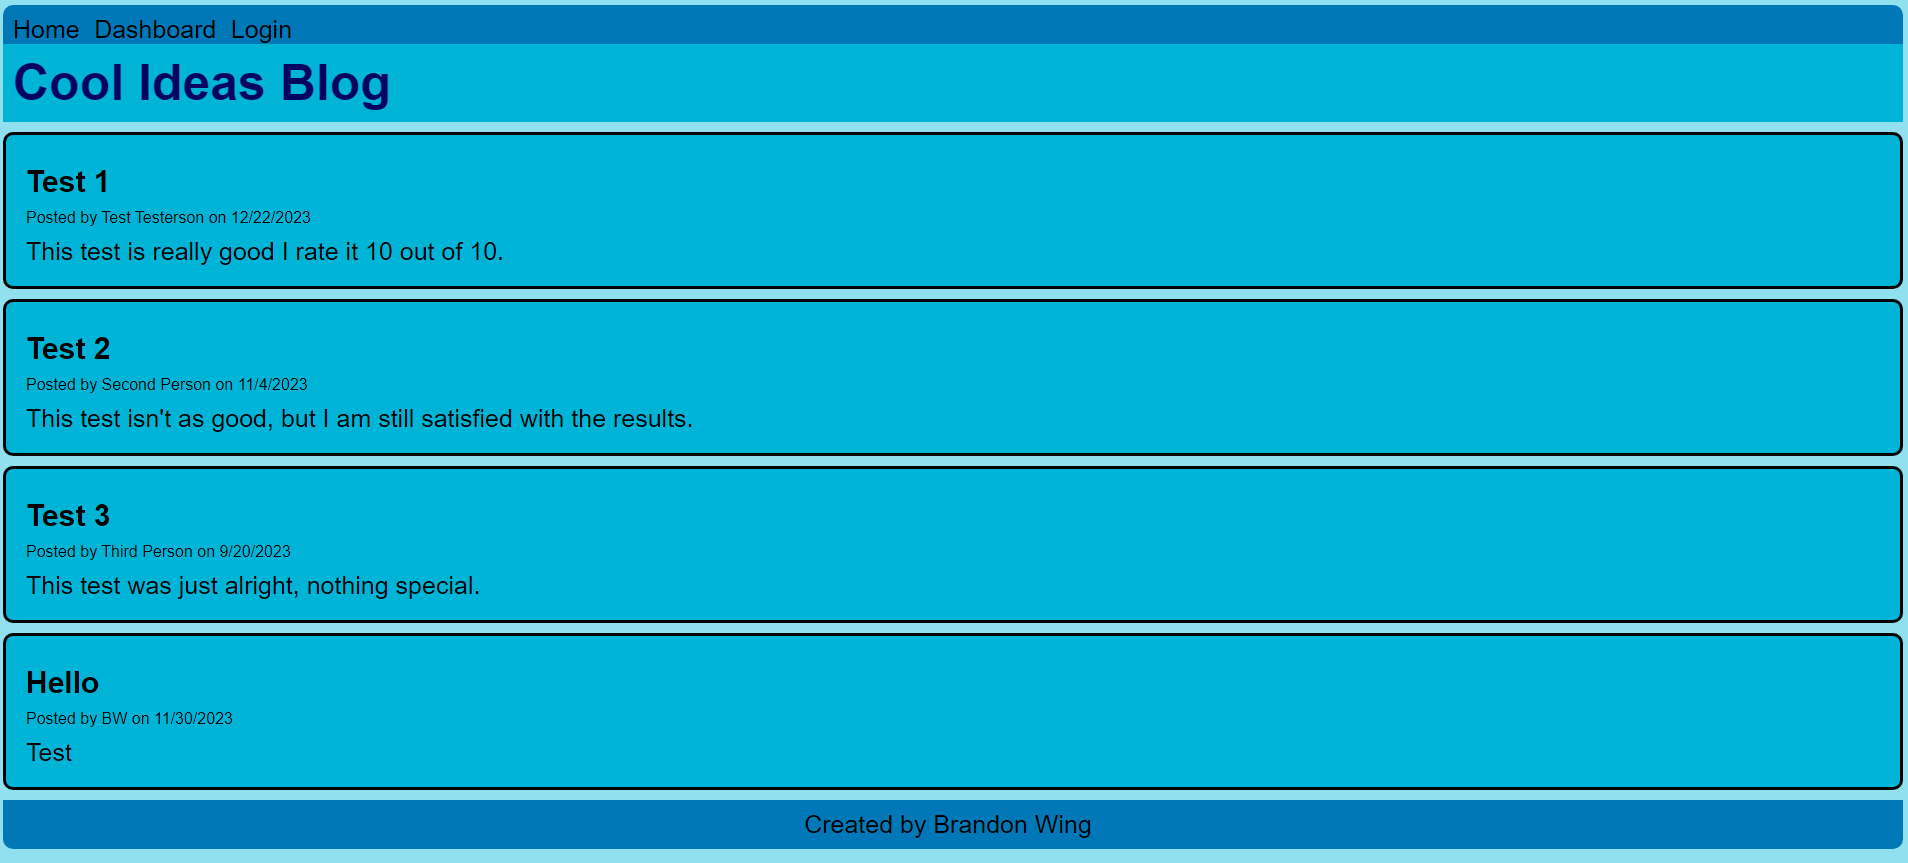 Home Dashboard Login
Cool Ideas Blog
Test 1
Posted by Test Testerson on 12/22/2023
This test is really good I rate it 10 out of 10.
Test 2
Posted by Second Person on 11/4/2023
This test isn't as good, but I am still satisfied with the results.
Test 3
Posted by Third Person on 9/20/2023
This test was just alright, nothing special.
Hello
Posted by BW on 11/30/2023
Test
Created by Brandon Wing